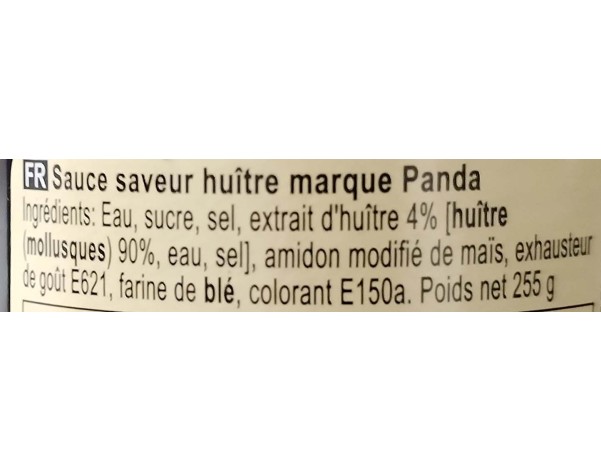 FR Sauce saveur huître marque Panda
Ingrédients: Eau, sucre, sel, extrait d'huître 4% [huître
(mollusques) 90%, eau, sel], amidon modifié de maïs, exhausteur
de goût E621, farine de blé, colorant E150a. Poids net 255 g